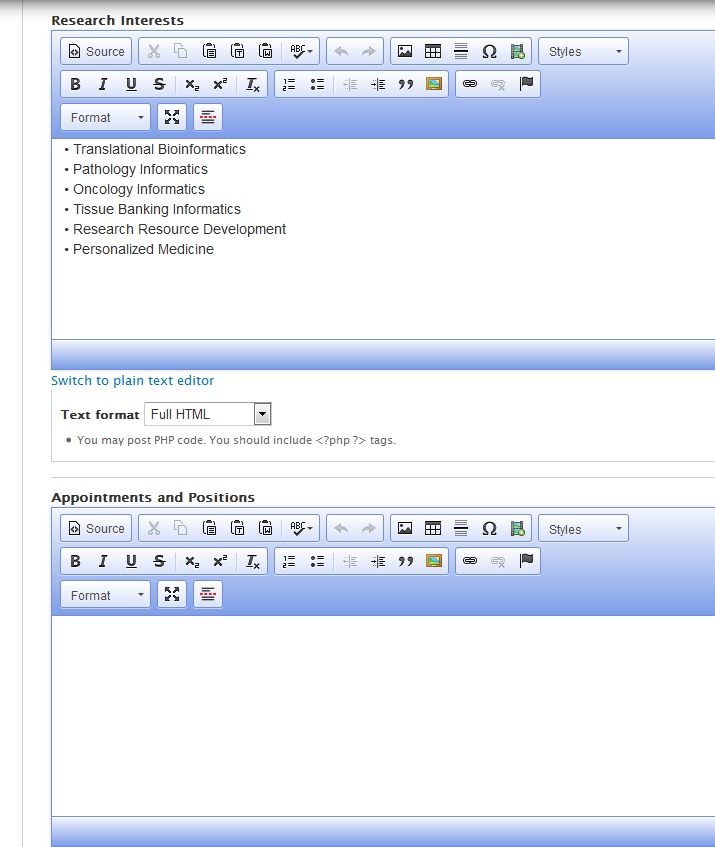 Research Interests
Source ABC Ω Styles
B I U S x₂ x² Tx
Format
• Translational Bioinformatics
• Pathology Informatics
• Oncology Informatics
• Tissue Banking Informatics
• Research Resource Development
• Personalized Medicine
Switch to plain text editor
Text format Full HTML
• You may post PHP code. You should include <?php ?> tags.
Appointments and Positions
Source ABC Ω Styles
B I U S x₂ x² Tx
Format